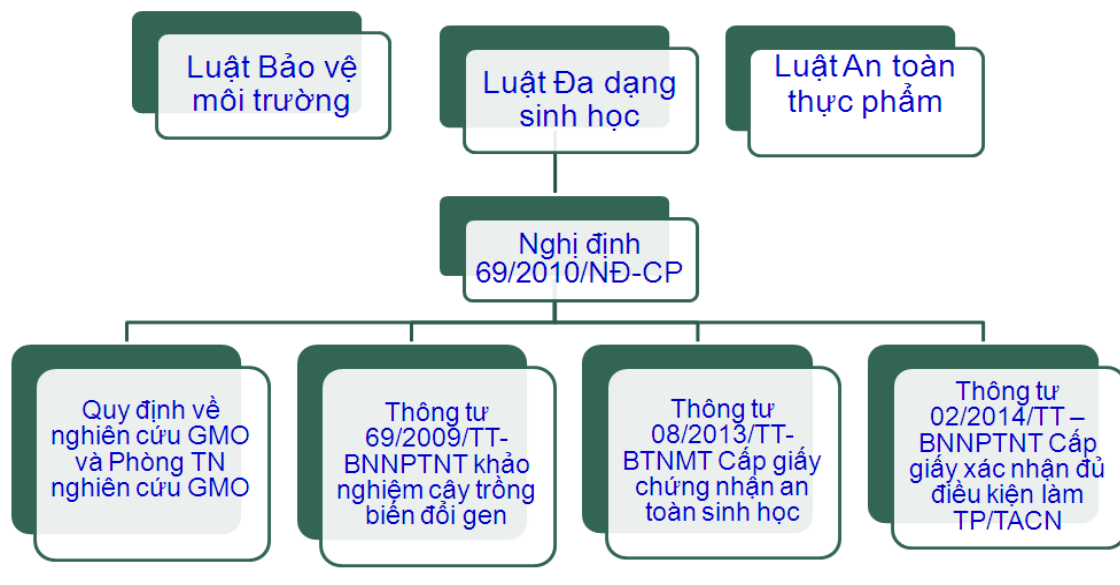 Luật Bảo vệ
môi trường
Luật Đa dạng
sinh học
Luật An toàn
thực phẩm
Nghị định
69/2010/NĐ-CP
Quy định về
nghiên cứu GMO
và Phòng TN
nghiên cứu GMO
Thông tư
69/2009/TT-
BNNPTNT khảo
nghiệm cây trồng
biến đổi gen
Thông tư
08/2013/TT-
BTNMT Cấp giấy
chứng nhận an
toàn sinh học
Thông tư
02/2014/TT –
BNNPTNT Cấp
giấy xác nhận đủ
điều kiện làm
TP/TACN